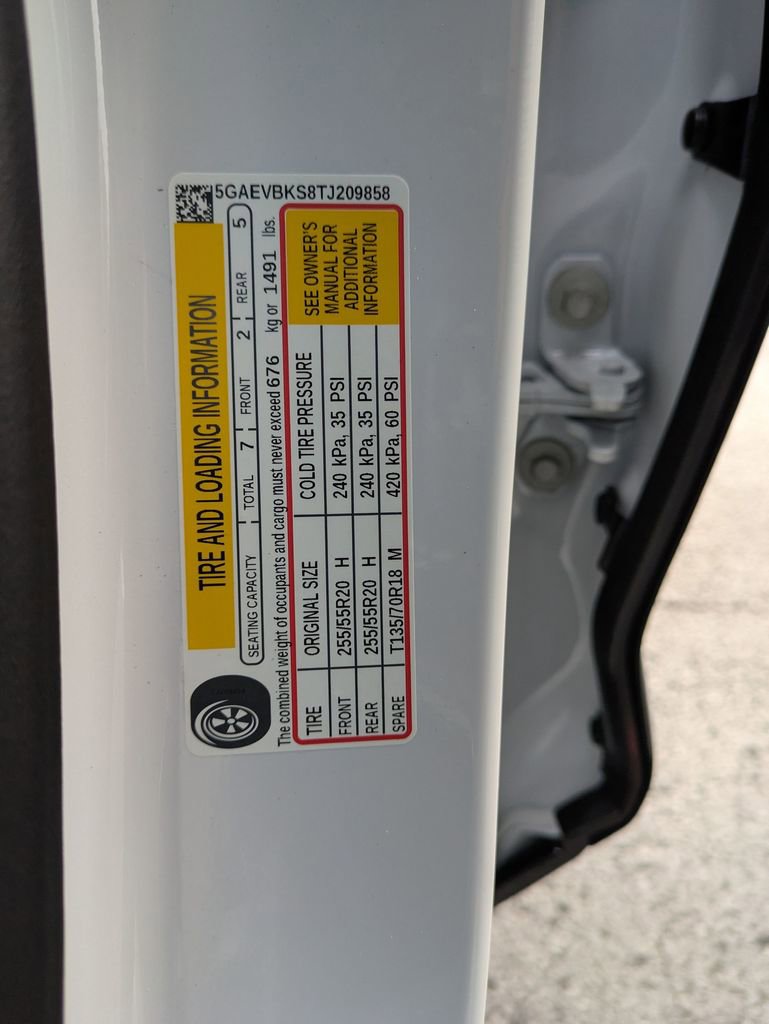 5GAEVBKS8TJ209858
TIRE AND LOADING INFORMATION
SEATING CAPACITY TOTAL 7 FRONT 2 REAR 5
The combined weight of occupants and cargo must never exceed 676 kg or 1491 lbs.
TIRE ORIGINAL SIZE COLD TIRE PRESSURE
FRONT 255/55R20 H 240 kPa, 35 PSI
REAR 255/55R20 H 240 kPa, 35 PSI
SPARE T135/70R18 M 420 kPa, 60 PSI
SEE OWNER'S
MANUAL FOR
ADDITIONAL
INFORMATION